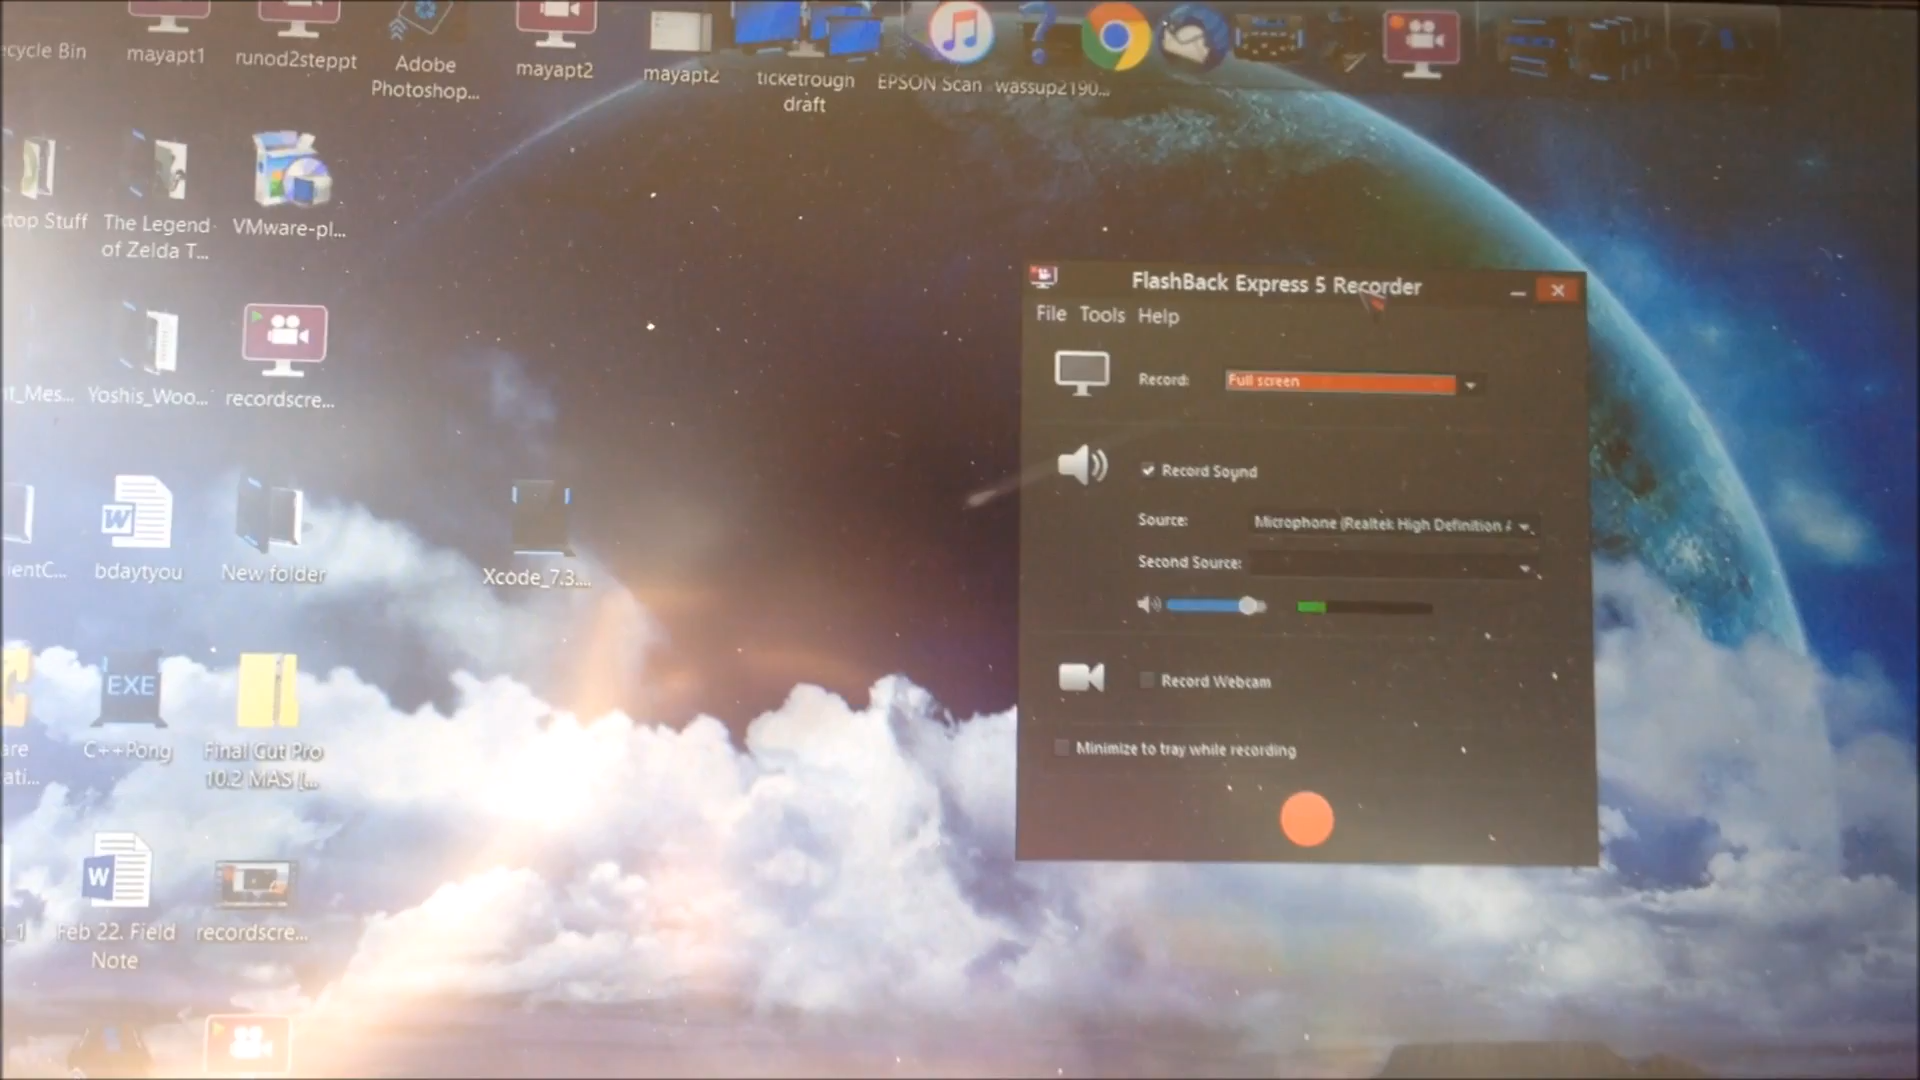 ecycle Bin
mayapt1
runod2steppt
Adobe
Photoshop...
mayapt2
mayapt2
ticketrough
draft
EPSON Scan
wassup2190...
top Stuff
The Legend
of Zelda T...
VMware-pl...
t_Mes...
Yoshis_Woo...
recordscre...
ientC...
W
bdaytyou
New folder
Xcode_7.3....
are
ati...
EXE
C++Pong
Final Cut Pro
10.2 MAS [...
_1
W
Feb 22. Field
Note
recordscre...
FlashBack Express 5 Recorder
File Tools Help
Record: Full screen
Record Sound
Source: Microphone (Realtek High Definition
Second Source:
Record Webcam
Minimize to tray while recording